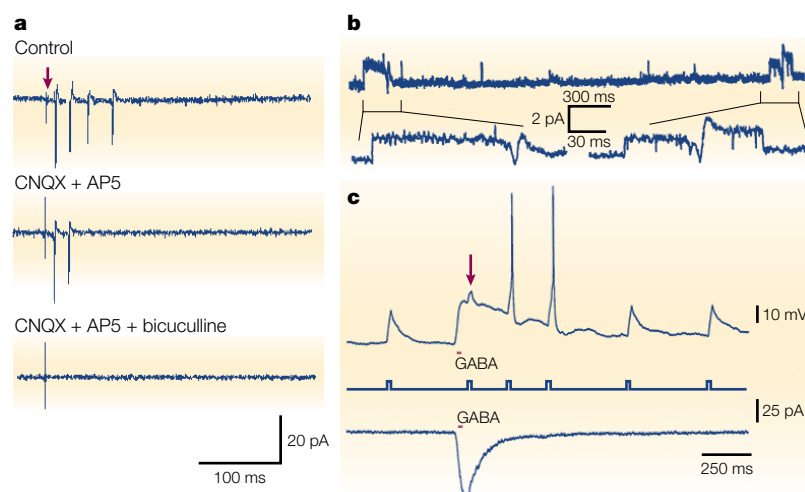 a
Control
CNQX + AP5
CNQX + AP5 + bicuculline
20 pA
100 ms
b
300 ms
2 pA
30 ms
c
10 mV
GABA
GABA
25 pA
250 ms